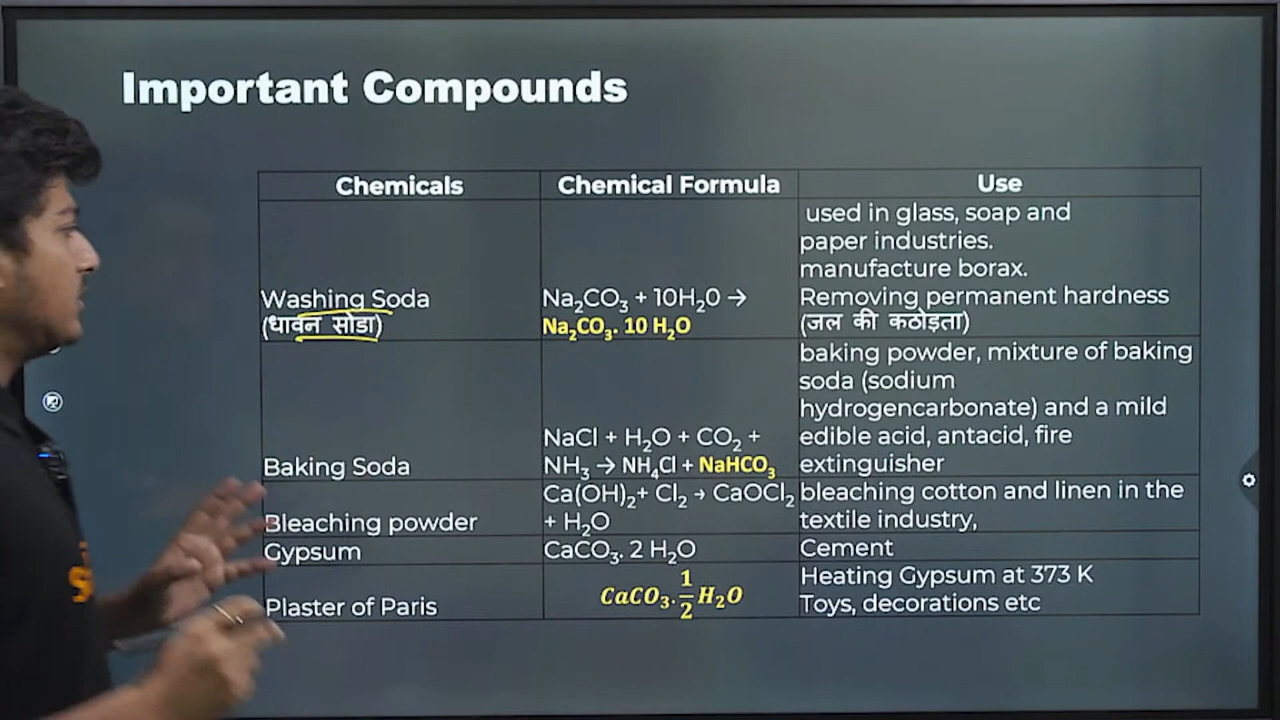 Important Compounds
Chemicals Chemical Formula Use
Washing Soda
(धावन सोडा)
Na₂CO₃ + 10H₂0 →
Na₂CO₃. 10 H₂O
used in glass, soap and
paper industries.
manufacture borax.
Removing permanent hardness
(जल की कठोइता)
Baking Soda
NaCl + H₂O + CO₂ +
NH₃ → NH₄Cl + NaHCO₃
baking powder, mixture of baking
soda (sodium
hydrogencarbonate) and a mild
edible acid, antacid, fire
extinguisher
Bleaching powder
Ca(OH)₂+ Cl₂ → CaOCl₂
+ H₂O
bleaching cotton and linen in the
textile industry,
Gypsum
CaCO₃. 2 H₂O
Cement
Plaster of Paris
CaCO₃. 1/2 H₂O
Heating Gypsum at 373 K
Toys, decorations etc